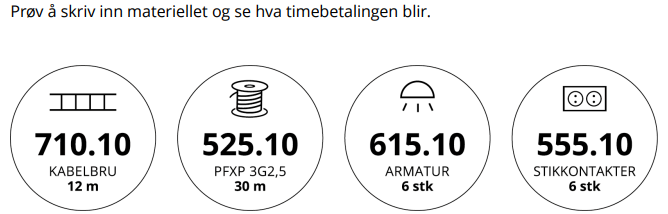 Prøv å skriv inn materiellet og se hva timebetalingen blir.
710.10
KABELBRU
12 m
525.10
PFXP 3G2,5
30 m
615.10
ARMATUR
6 stk
555.10
STIKKONTAKTER
6 stk